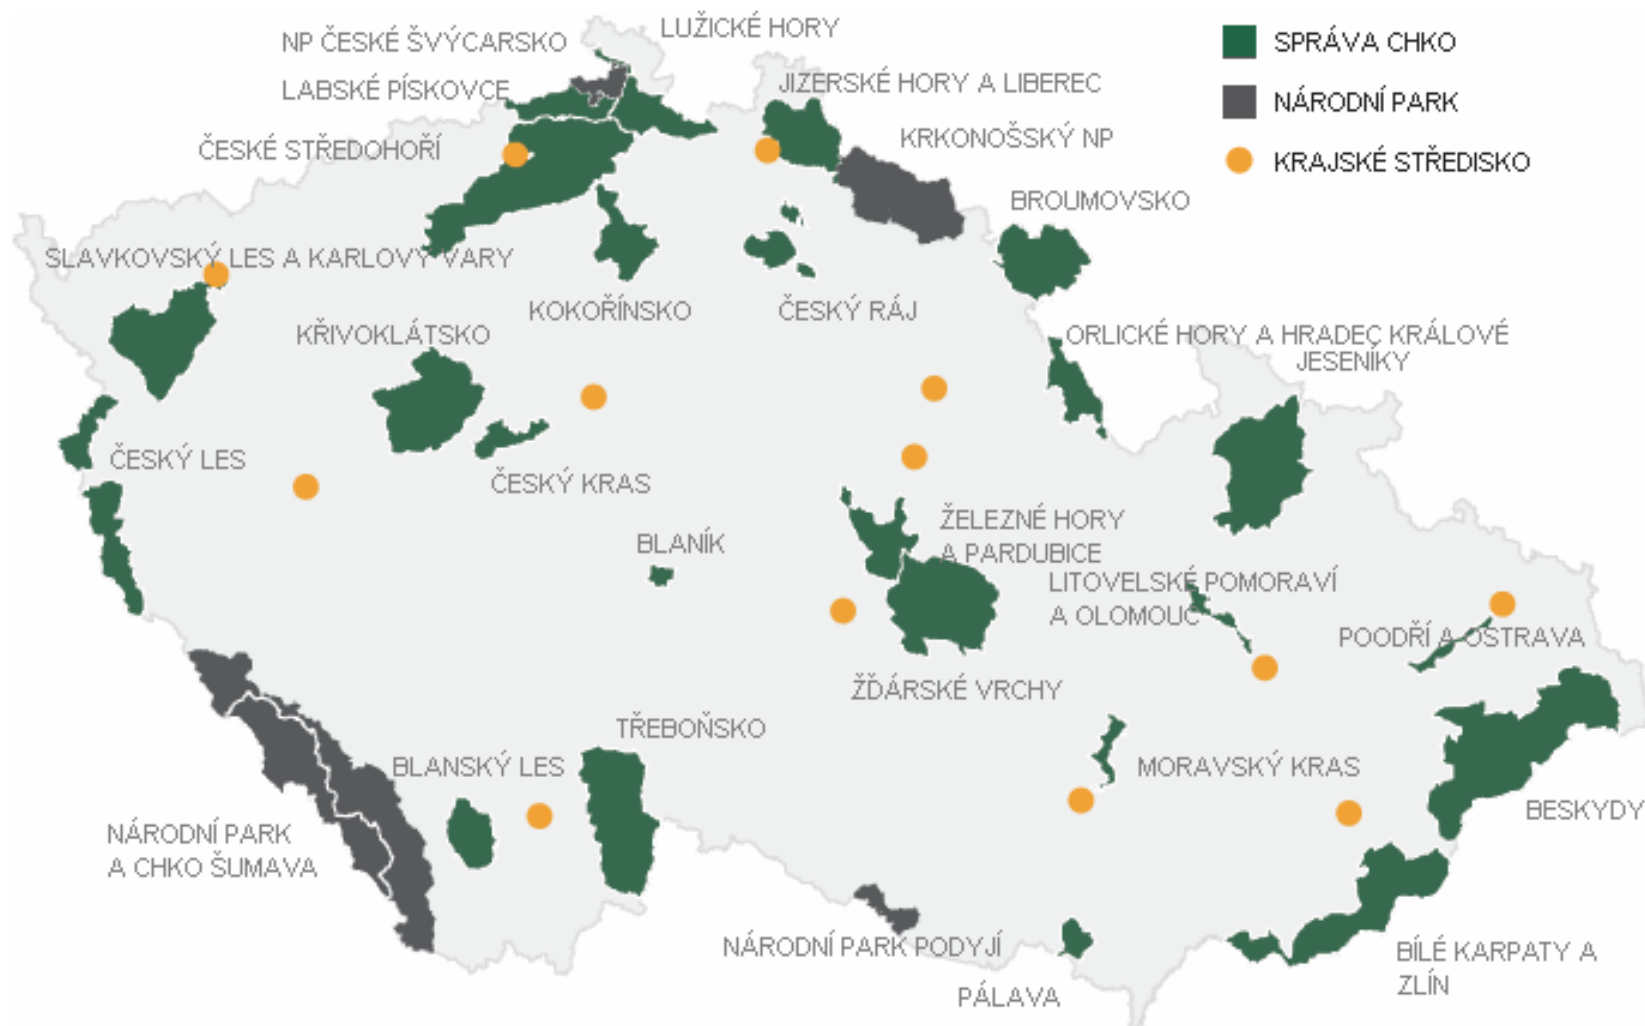 LUŽICKÉ HORY
NP ČESKÉ ŠVÝCARSKO
SPRÁVA CHKO
LABSKÉ PÍSKOVCE
JIZERSKÉ HORY A LIBEREC
NÁRODNÍ PARK
ČESKÉ STŘEDOHOŘÍ
KRKONOŠSKÝ NP
KRAJSKÉ STŘEDISKO
BROUMOVSKO
SLAVKOVSKÝ LES A KARLOVY VARY
KOKOŘÍNSKO
ČESKÝ RÁJ
KŘIVOKLÁTSKO
ORLICKÉ HORY A HRADEC KRÁLOVÉ
JESENÍKY
ČESKÝ LES
ČESKÝ KRAS
BLANÍK
ŽELEZNÉ HORY
A PARDUBICE
LITOVELSKÉ POMORAVÍ
A OLOMOUC
POODŘÍ A OSTRAVA
ŽĎÁRSKÉ VRCHY
TŘEBOŇSKO
BLANSKÝ LES
MORAVSKÝ KRAS
BESKYDY
NÁRODNÍ PARK
A CHKO ŠUMAVA
NÁRODNÍ PARK PODYJÍ
PÁLAVA
BÍLÉ KARPATY A
ZLÍN